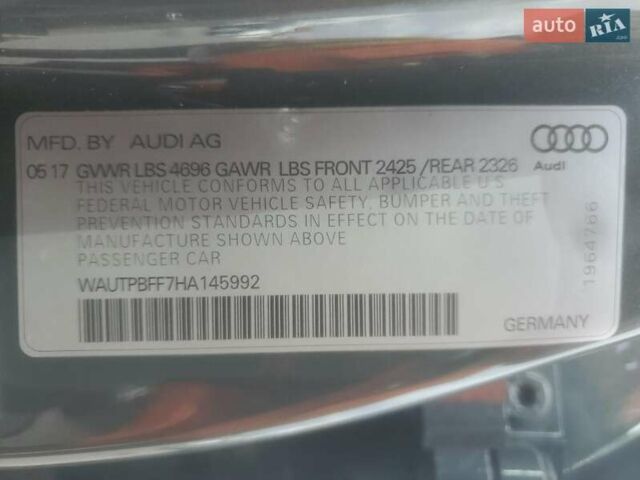 auto RIA.com
MFD. BY AUDI AG
05 17 GVWR LBS 4696 GAWR LBS FRONT 2425 / REAR 2326
Audi
THIS VEHICLE CONFORMS TO ALL APPLICABLE U.S
FEDERAL MOTOR VEHICLE SAFETY, BUMPER AND THEFT
PREVENTION STANDARDS IN EFFECT ON THE DATE OF
MANUFACTURE SHOWN ABOVE
PASSENGER CAR
WAUTPBFF7HA145992
1964766
GERMANY